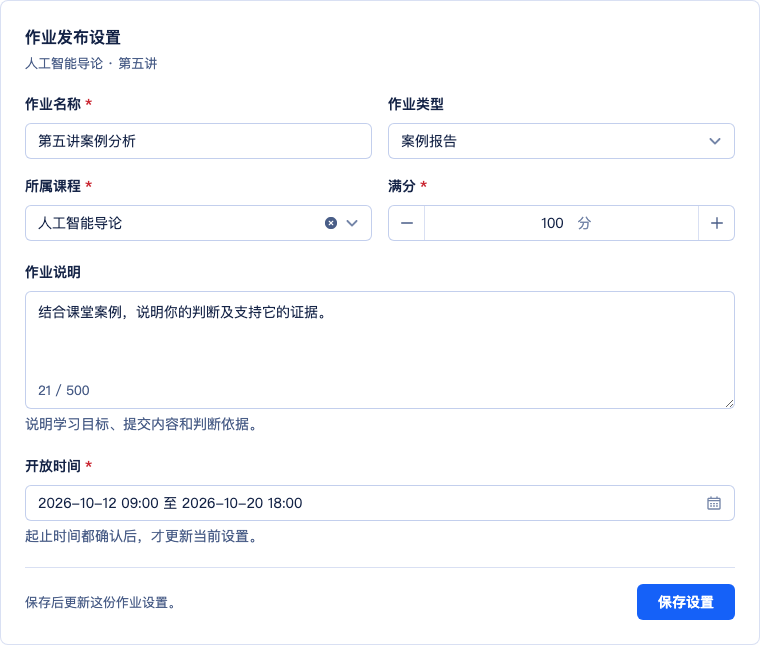 作业发布设置
人工智能导论 · 第五讲
作业名称 *
作业类型
第五讲案例分析
案例报告
所属课程 *
满分 *
人工智能导论
100 分
作业说明
结合课堂案例，说明你的判断及支持它的证据。
21 / 500
说明学习目标、提交内容和判断依据。
开放时间 *
2026-10-12 09:00 至 2026-10-20 18:00
起止时间都确认后，才更新当前设置。
保存后更新这份作业设置。
保存设置